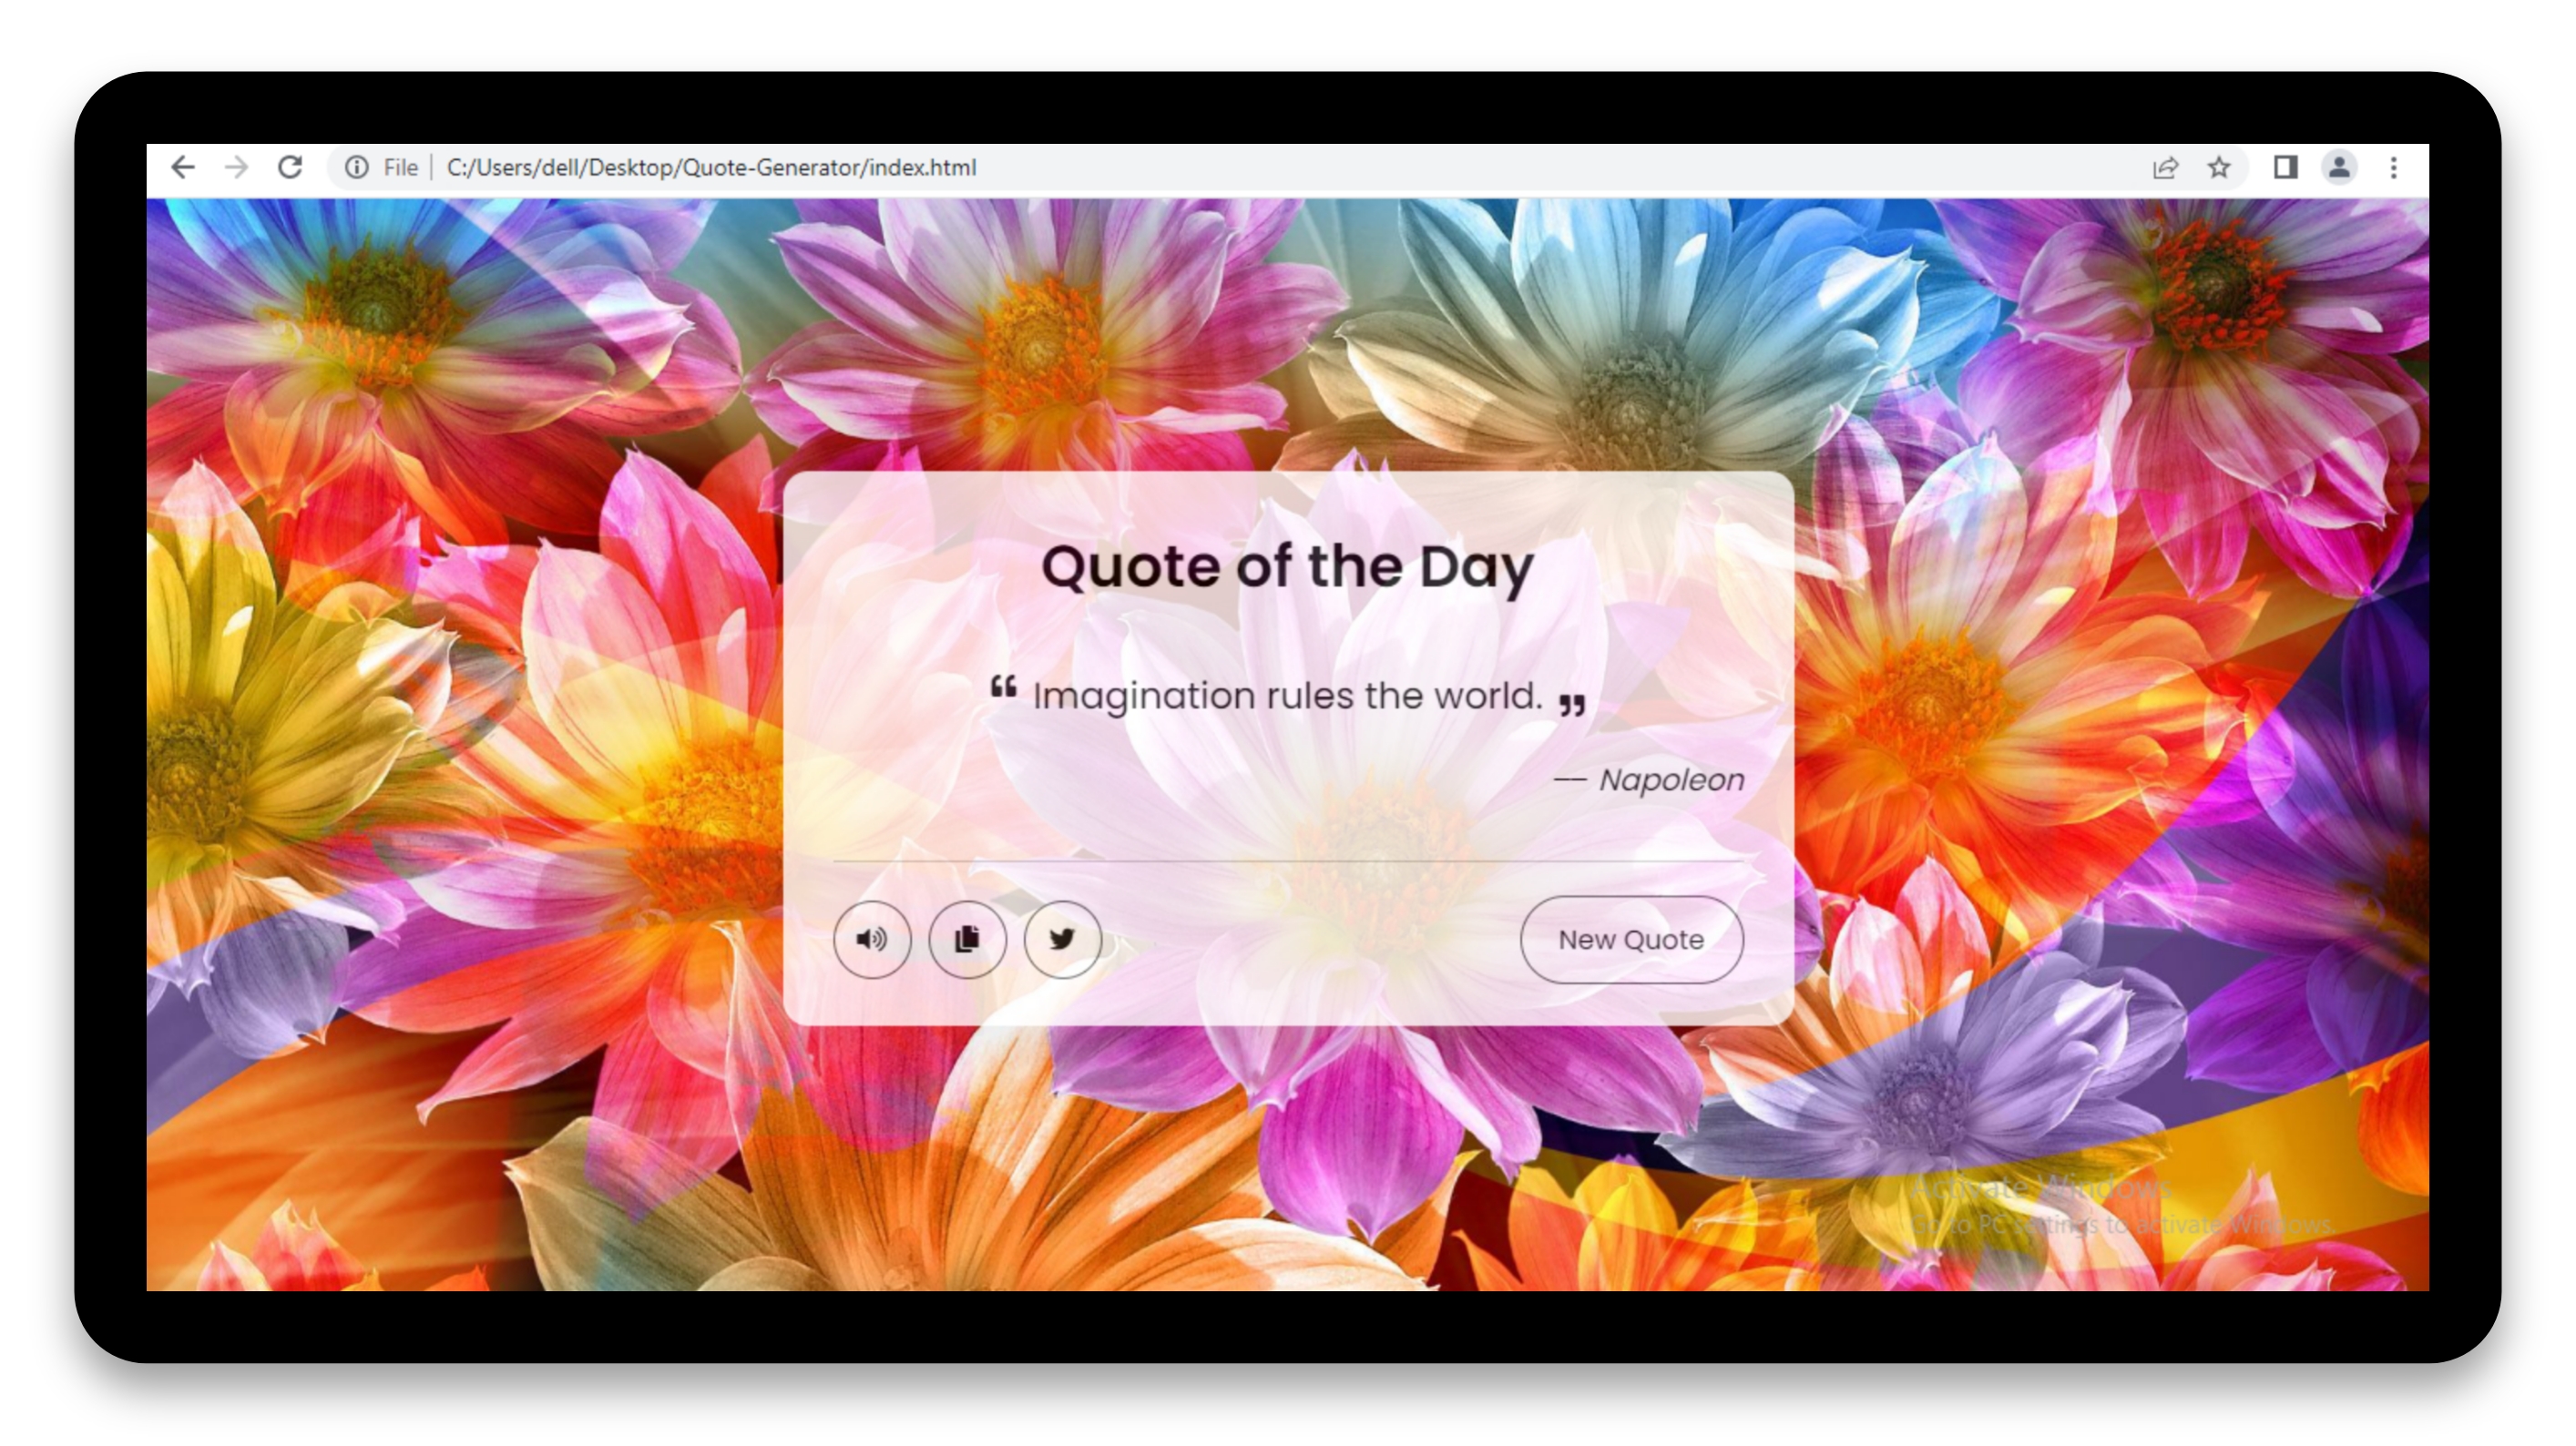 File C:/Users/dell/Desktop/Quote-Generator/index.html
Quote of the Day
❝ Imagination rules the world. ❞
— Napoleon
New Quote
Activate Windows
Go to PC settings to activate Windows.